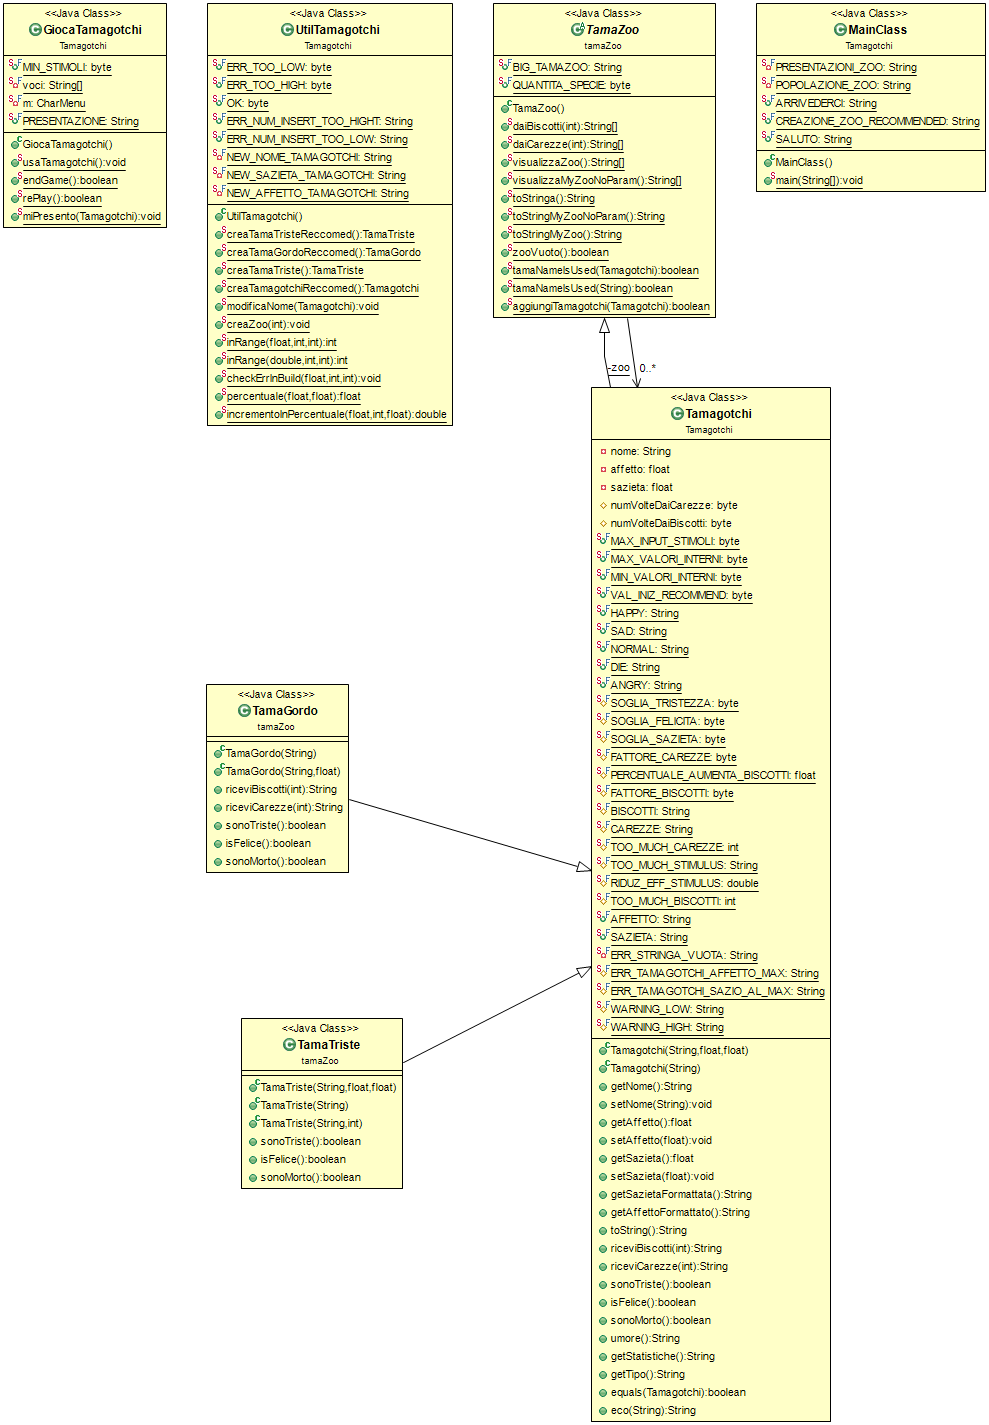 <<Java Class>>
GiocaTamagotchi
Tamagotchi
MIN_STIMOLI: byte
voci: String[]
m: CharMenu
PRESENTAZIONE: String
GiocaTamagotchi()
usaTamagotchi():void
endGame():boolean
rePlay():boolean
miPresento(Tamagotchi):void
<<Java Class>>
UtilTamagotchi
Tamagotchi
ERR_TOO_LOW: byte
ERR_TOO_HIGH: byte
OK: byte
ERR_NUM_INSERT_TOO_HIGHT: String
ERR_NUM_INSERT_TOO_LOW: String
NEW_NOME_TAMAGOTCHI: String
NEW_SAZIETA_TAMAGOTCHI: String
NEW_AFFETTO_TAMAGOTCHI: String
UtilTamagotchi()
creaTamaTristeReccomed():TamaTriste
creaTamaGordoReccomed():TamaGordo
creaTamaTriste():TamaTriste
creaTamagotchiReccomed():Tamagotchi
modificaNome(Tamagotchi):void
creaZoo(int):void
inRange(float,int,int):int
inRange(double,int,int):int
checkErrInBuild(float,int,int):void
percentuale(float,float):float
incrementoInPercentuale(float,int,float):double
<<Java Class>>
TamaZoo
tamaZoo
BIG_TAMAZOO: String
QUANTITA_SPECIE: byte
TamaZoo()
daiBiscotti(int):String[]
daiCarezze(int):String[]
visualizzaZoo():String[]
visualizzaMyZooNoParam():String[]
toStringa():String
toStringMyZooNoParam():String
toStringMyZoo():String
zooVuoto():boolean
tamaNameIsUsed(Tamagotchi):boolean
tamaNameIsUsed(String):boolean
aggiungiTamagotchi(Tamagotchi):boolean
<<Java Class>>
MainClass
Tamagotchi
PRESENTAZIONI_ZOO: String
POPOLAZIONE_ZOO: String
ARRIVEDERCI: String
CREAZIONE_ZOO_RECOMMENDED: String
SALUTO: String
MainClass()
main(String[]):void
-zoo
0..*
<<Java Class>>
Tamagotchi
Tamagotchi
nome: String
affetto: float
sazieta: float
numVolteDaiCarezze: byte
numVolteDaiBiscotti: byte
MAX_INPUT_STIMOLI: byte
MAX_VALORI_INTERNI: byte
MIN_VALORI_INTERNI: byte
VAL_INIZ_RECOMMEND: byte
HAPPY: String
SAD: String
NORMAL: String
DIE: String
ANGRY: String
SOGLIA_TRISTEZZA: byte
SOGLIA_FELICITA: byte
SOGLIA_SAZIETA: byte
FATTORE_CAREZZE: byte
PERCENTUALE_AUMENTA_BISCOTTI: float
FATTORE_BISCOTTI: byte
BISCOTTI: String
CAREZZE: String
TOO_MUCH_CAREZZE: int
TOO_MUCH_STIMULUS: String
RIDUZ_EFF_STIMULUS: double
TOO_MUCH_BISCOTTI: int
AFFETTO: String
SAZIETA: String
ERR_STRINGA_VUOTA: String
ERR_TAMAGOTCHI_AFFETTO_MAX: String
ERR_TAMAGOTCHI_SAZIO_AL_MAX: String
WARNING_LOW: String
WARNING_HIGH: String
Tamagotchi(String,float,float)
Tamagotchi(String)
getNome():String
setNome(String):void
getAffetto():float
setAffetto(float):void
getSazieta():float
setSazieta(float):void
getSazietaFormattata():String
getAffettoFormattato():String
toString():String
riceviBiscotti(int):String
riceviCarezze(int):String
sonoTriste():boolean
isFelice():boolean
sonoMorto():boolean
umore():String
getStatistiche():String
getTipo():String
equals(Tamagotchi):boolean
eco(String):String
<<Java Class>>
TamaGordo
tamaZoo
TamaGordo(String)
TamaGordo(String,float)
riceviBiscotti(int):String
riceviCarezze(int):String
sonoTriste():boolean
isFelice():boolean
sonoMorto():boolean
<<Java Class>>
TamaTriste
tamaZoo
TamaTriste(String,float,float)
TamaTriste(String)
TamaTriste(String,int)
sonoTriste():boolean
isFelice():boolean
sonoMorto():boolean